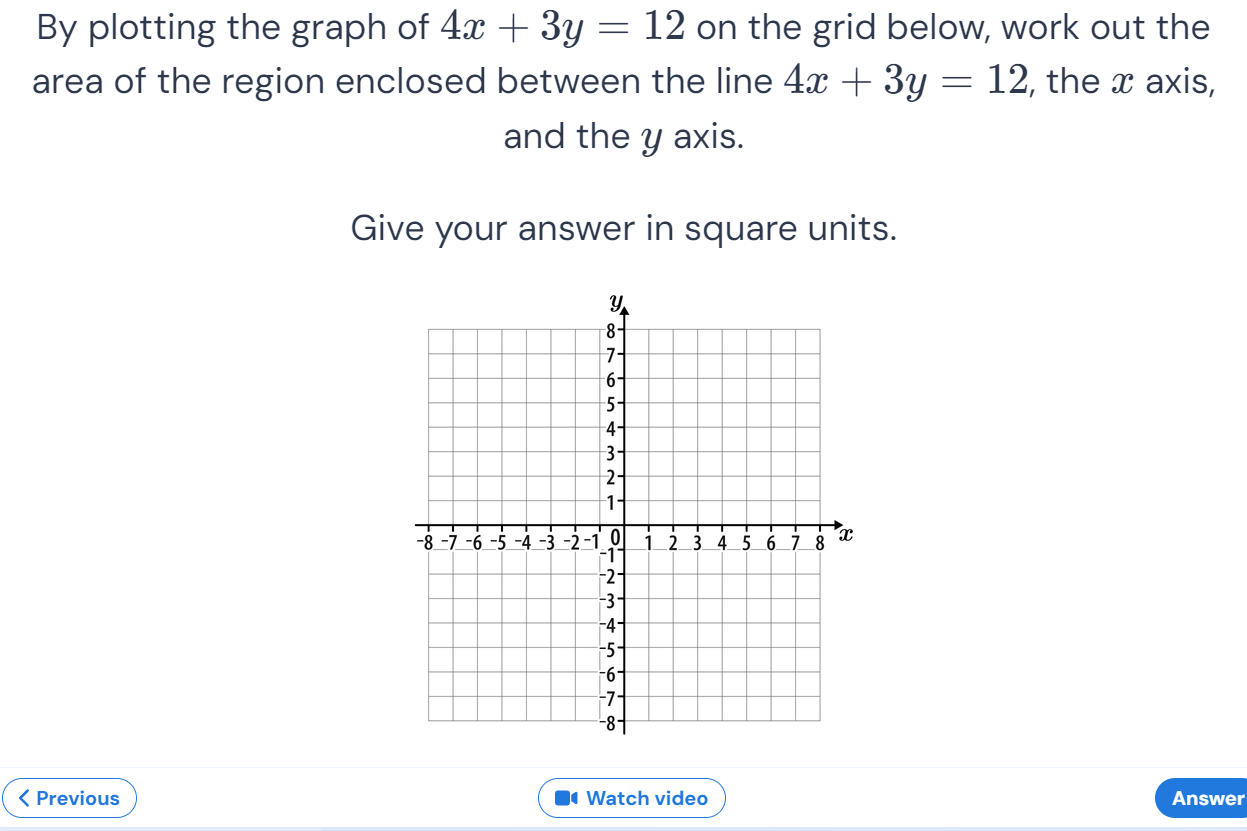 By plotting the graph of 4x + 3y = 12 on the grid below, work out the
area of the region enclosed between the line 4x + 3y = 12, the x axis,
and the y axis.
Give your answer in square units.
y
8
7
6
5
4
3
2
1
-8 -7 -6 -5 -4 -3 -2 -1 0 1 2 3 4 5 6 7 8 x
-1
-2
-3
-4
-5
-6
-7
-8
Previous Watch video Answer